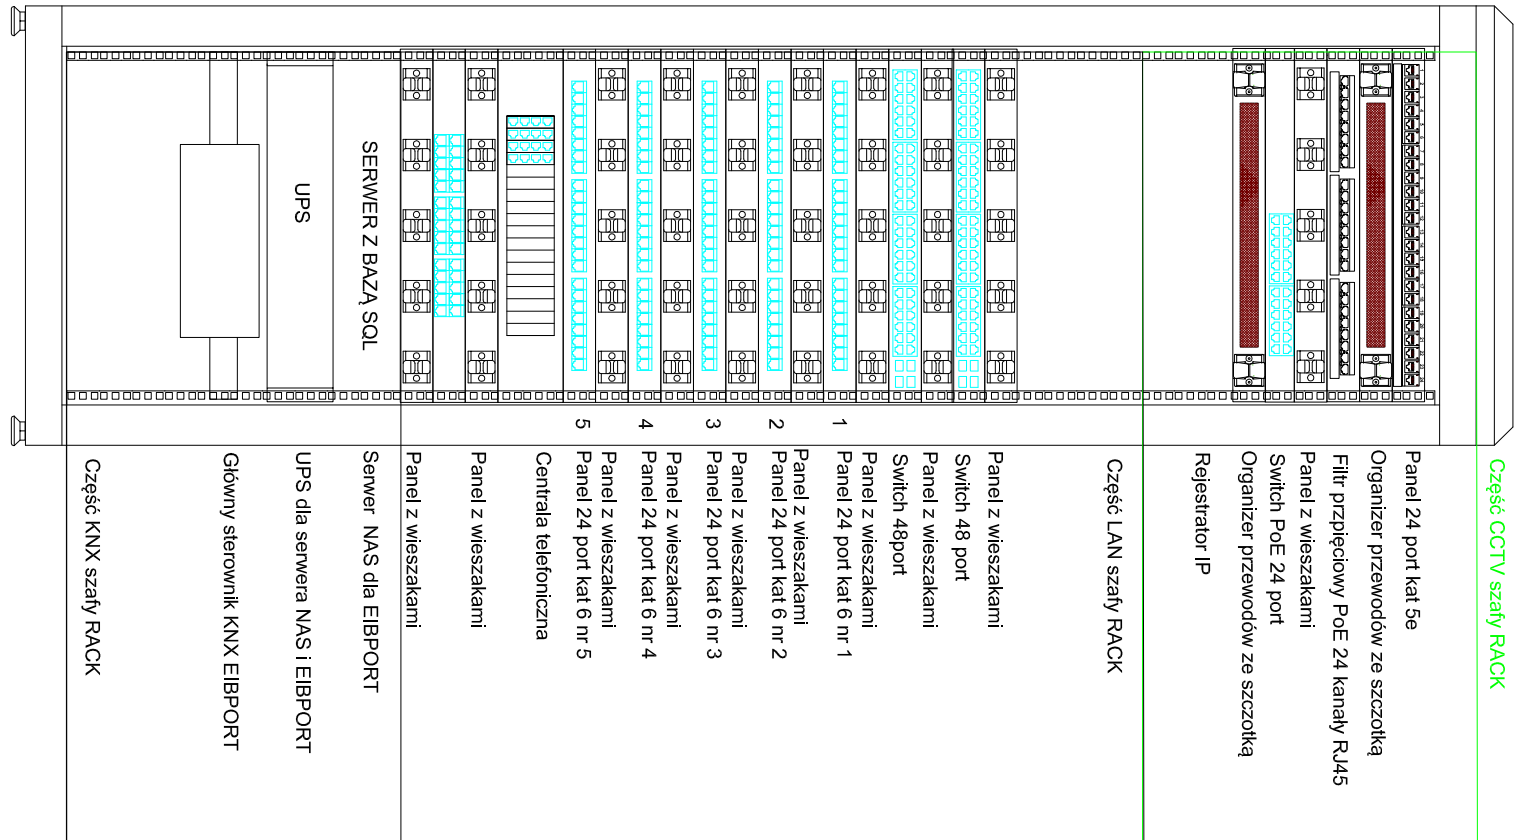 Część CCTV szafy RACK
Panel 24 port kat 5e
Organizer przewodów ze szczotką
Filtr przpięciowy PoE 24 kanały RJ45
Panel z wieszakami
Switch PoE 24 port
Organizer przewodów ze szczotką
Rejestrator IP
Część LAN szafy RACK
Panel z wieszakami
Switch 48 port
Panel z wieszakami
Switch 48port
Panel z wieszakami
1 Panel 24 port kat 6 nr 1
Panel z wieszakami
2 Panel 24 port kat 6 nr 2
Panel z wieszakami
3 Panel 24 port kat 6 nr 3
Panel z wieszakami
4 Panel 24 port kat 6 nr 4
Panel z wieszakami
5 Panel 24 port kat 6 nr 5
Centrala telefoniczna
Panel z wieszakami
Panel z wieszakami
SERWER Z BAZĄ SQL
Serwer NAS dla EIBPORT
UPS
UPS dla serwera NAS i EIBPORT
Główny sterownik KNX EIBPORT
Część KNX szafy RACK